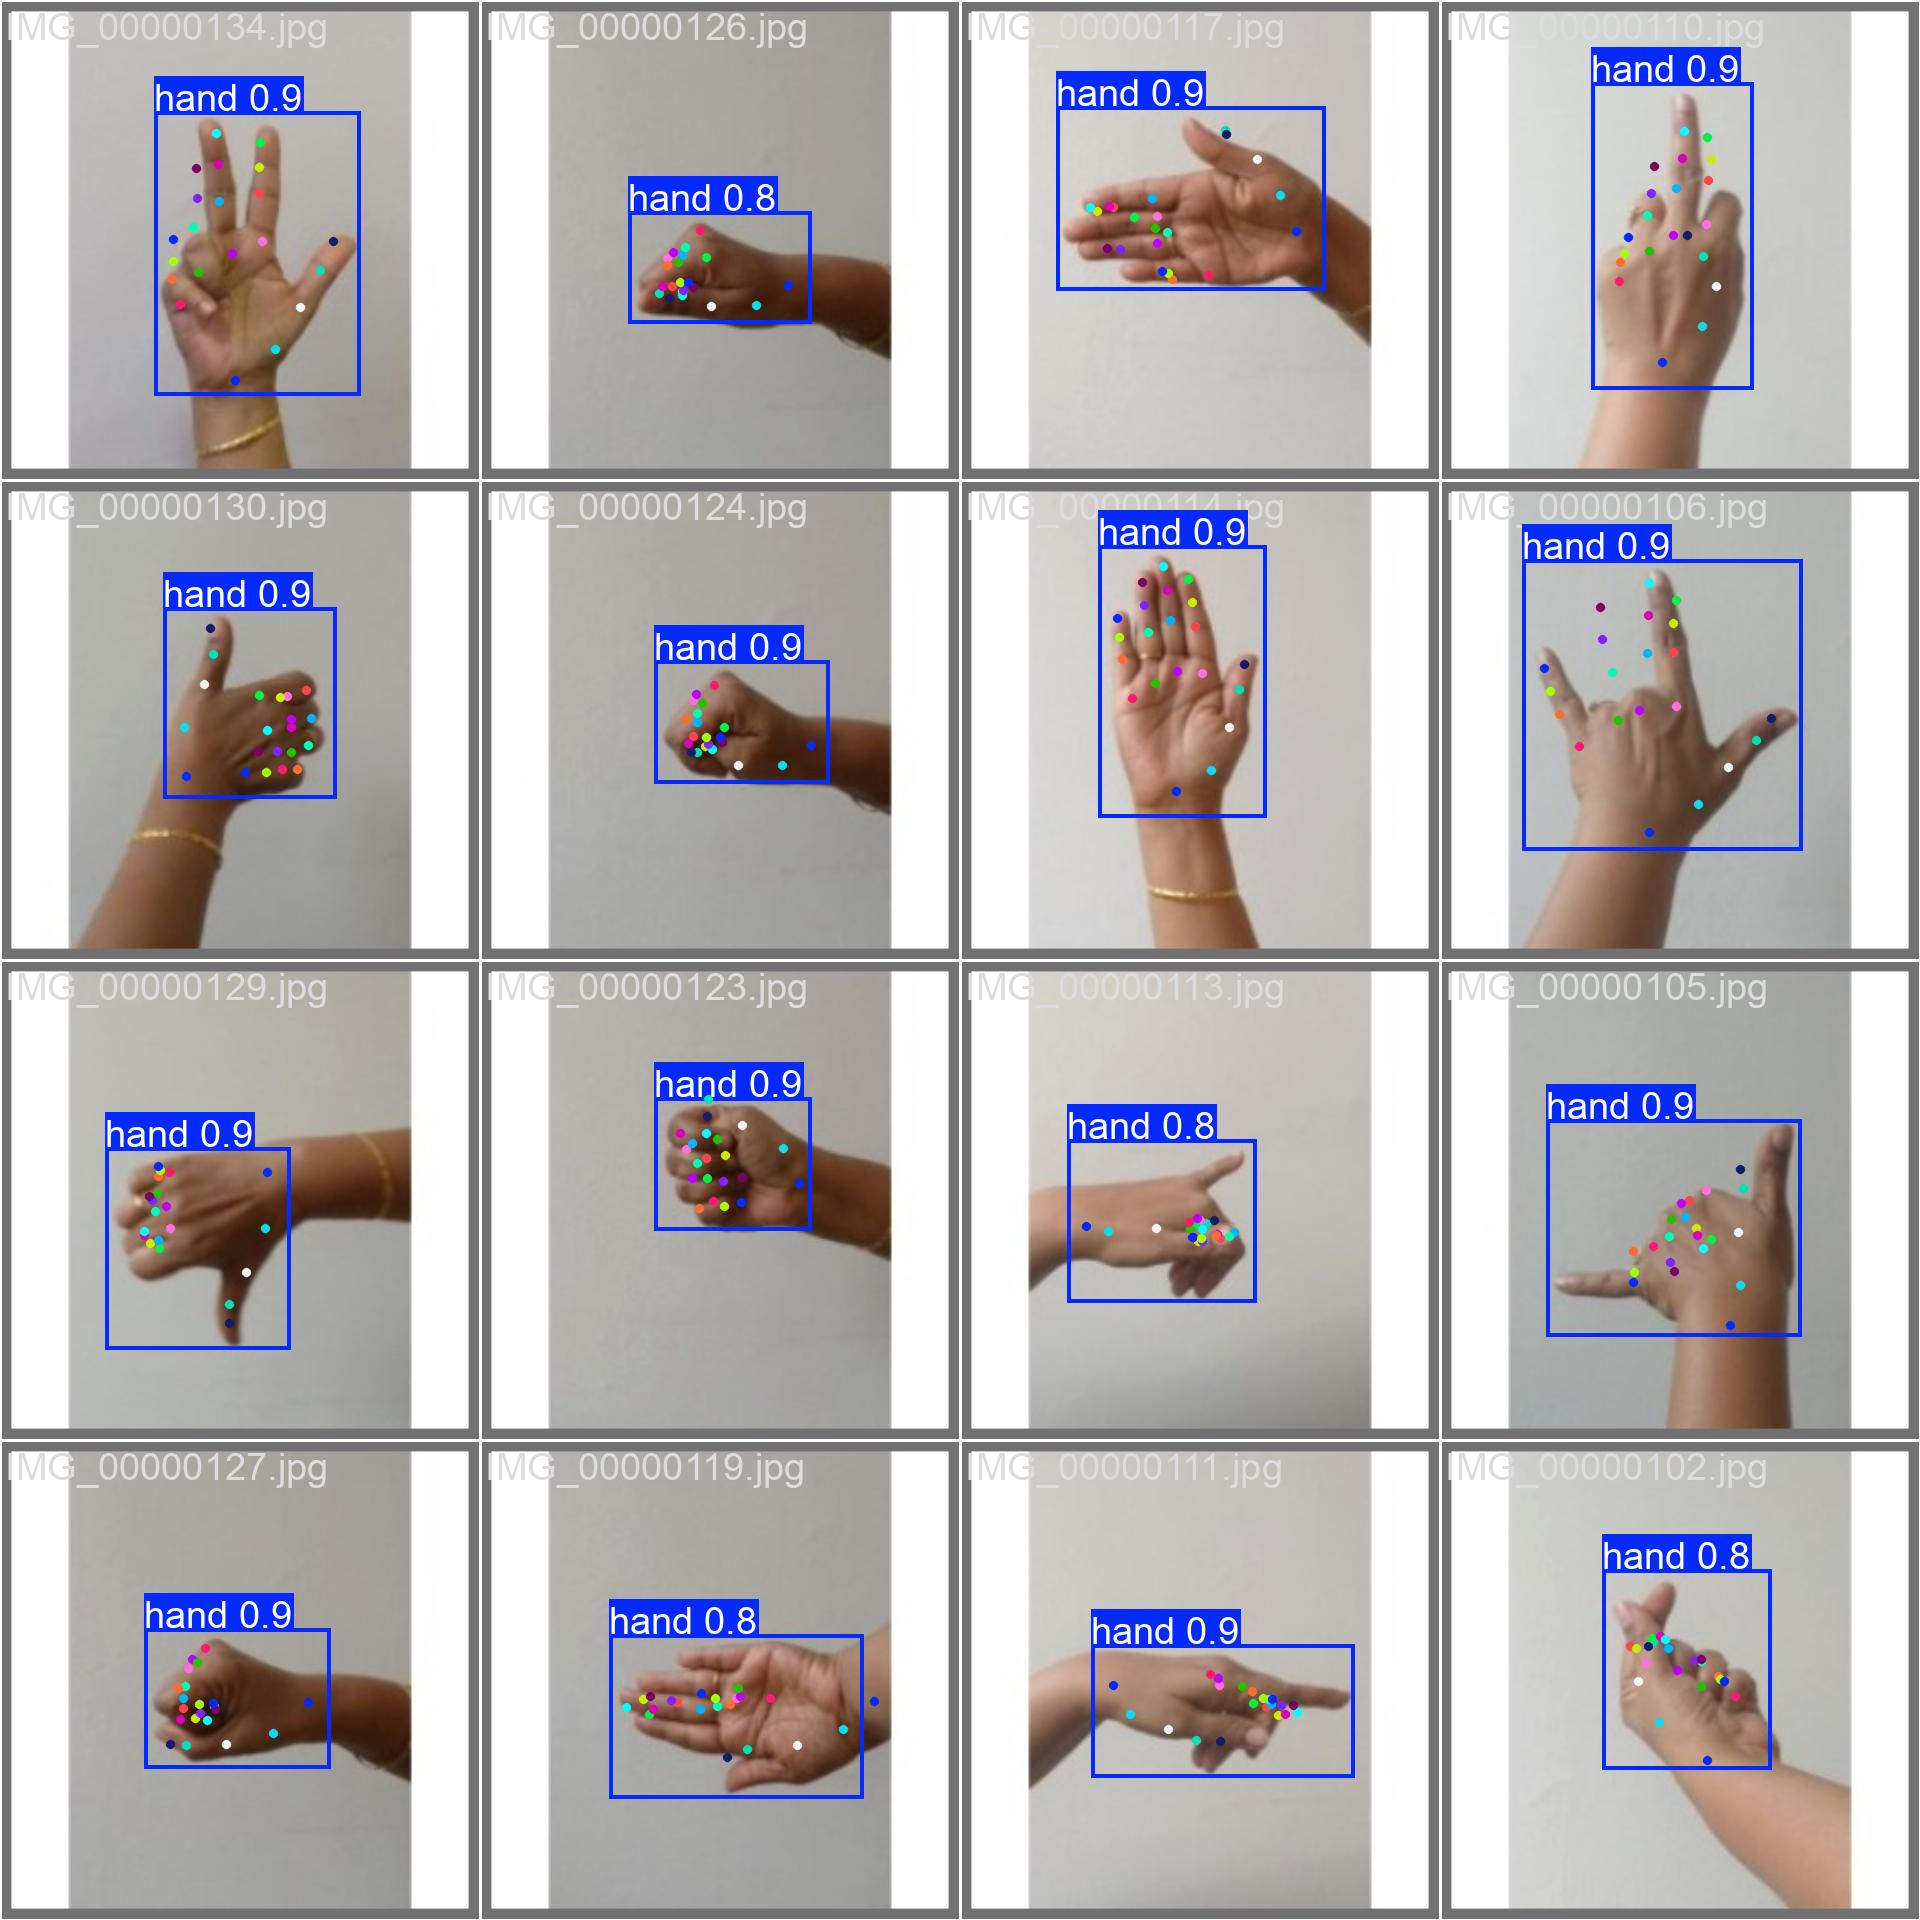 IMG_00000134.jpg
hand 0.9
IMG_00000126.jpg
hand 0.8
IMG_00000117.jpg
hand 0.9
IMG_00000110.jpg
hand 0.9
IMG_00000130.jpg
hand 0.9
IMG_00000124.jpg
hand 0.9
IMG_00000114.jpg
hand 0.9
IMG_00000106.jpg
hand 0.9
IMG_00000129.jpg
hand 0.9
IMG_00000123.jpg
hand 0.9
IMG_00000113.jpg
hand 0.8
IMG_00000105.jpg
hand 0.9
IMG_00000127.jpg
hand 0.9
IMG_00000119.jpg
hand 0.8
IMG_00000111.jpg
hand 0.9
IMG_00000102.jpg
hand 0.8